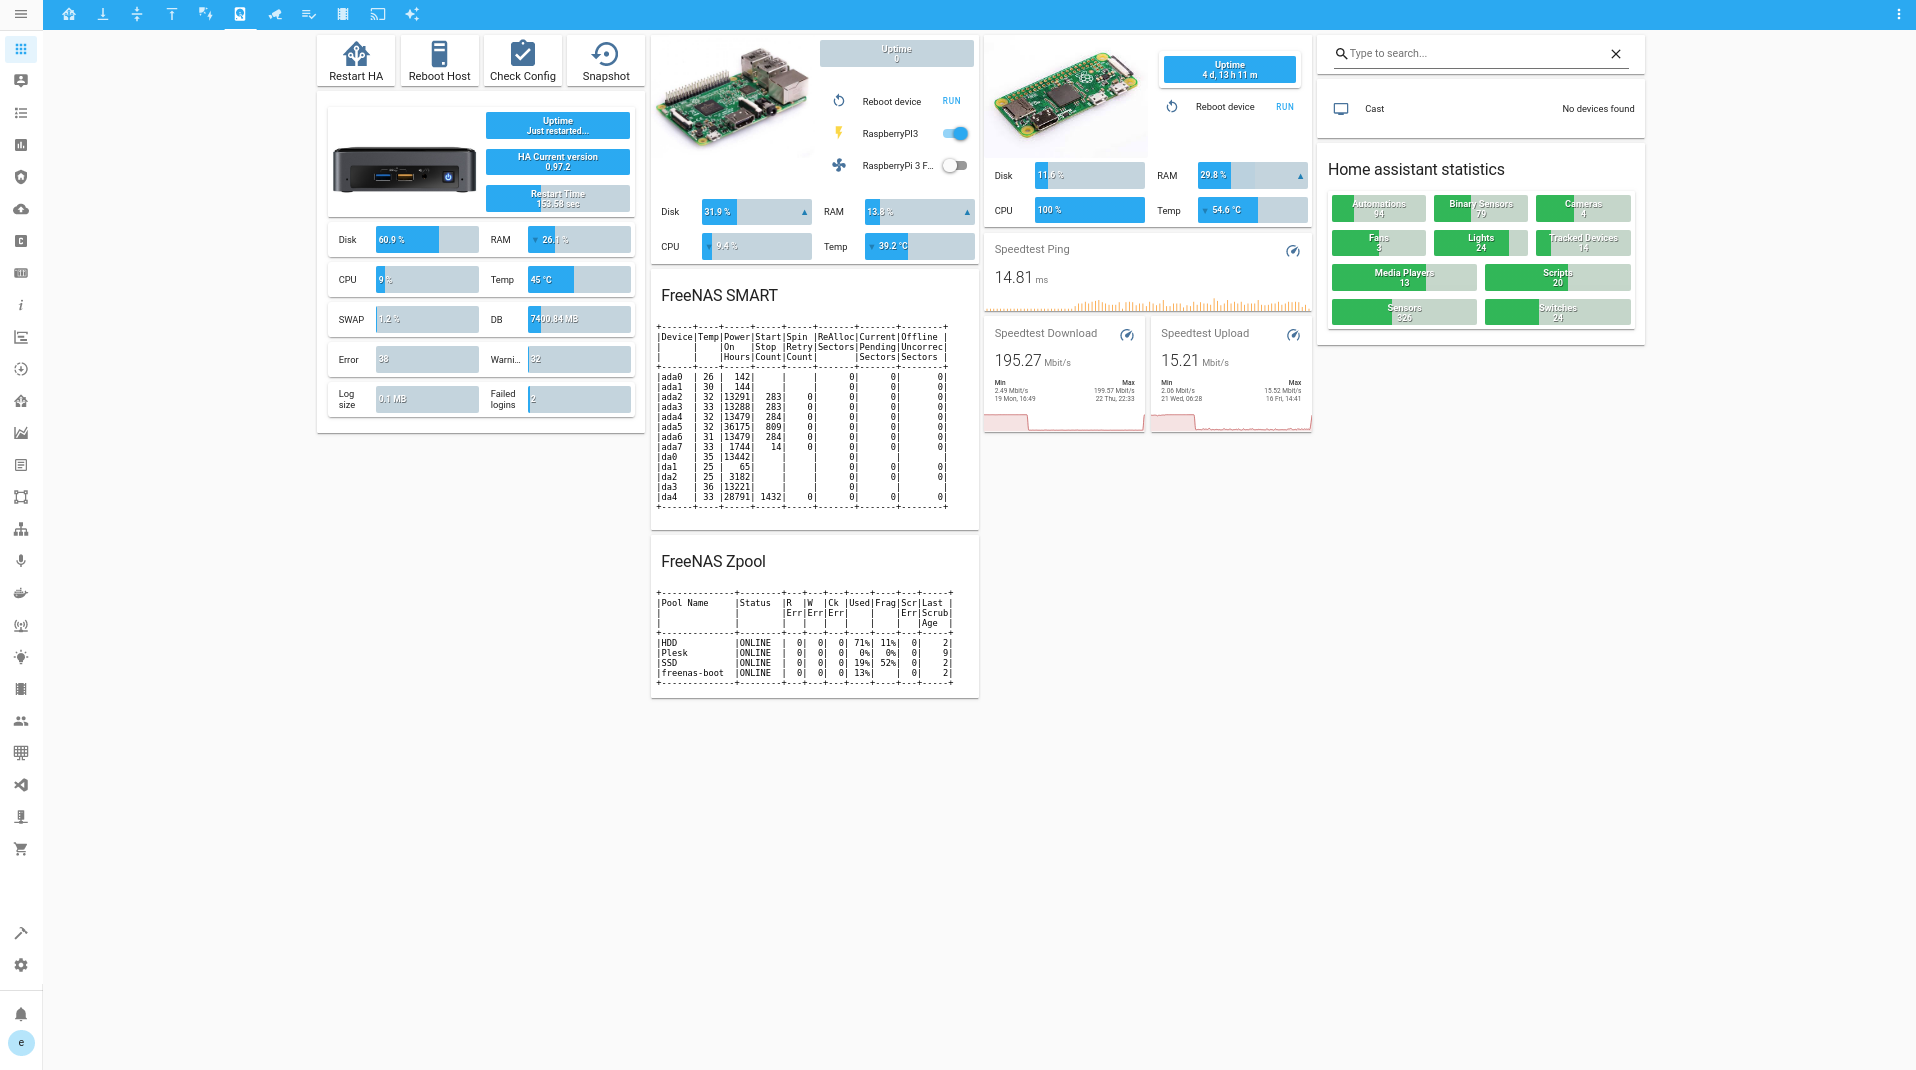 Restart HA
Reboot Host
Check Config
Snapshot
Uptime
Just restarted...
HA Current version
0.97.2
Restart Time
153.58 sec
Disk
60.9 %
RAM
26.1 %
CPU
9 %
Temp
45 °C
SWAP
1.2 %
DB
7400.84 MB
Error
38
Warni...
32
Log
size
0.1 MB
Failed
logins
2
Uptime
0
Reboot device
RUN
RaspberryPI3
RaspberryPi 3 F...
Disk
31.9 %
RAM
13.8 %
CPU
9.4 %
Temp
39.2 °C
FreeNAS SMART
+------+----+-----+-----+-----+-------+-------+--------+
|Device|Temp|Power|Start|Spin |ReAlloc|Current|Offline |
|      |    |On   |Stop |Retry|Sectors|Pending|Uncorrec|
|      |    |Hours|Count|Count|       |Sectors|Sectors |
+------+----+-----+-----+-----+-------+-------+--------+
|ada0  | 26 |  142|     |     |      0|      0|       0|
|ada1  | 30 |  144|     |     |      0|      0|       0|
|ada2  | 32 |13291|  283|    0|      0|      0|       0|
|ada3  | 33 |13288|  283|    0|      0|      0|       0|
|ada4  | 32 |13479|  284|    0|      0|      0|       0|
|ada5  | 32 |36175|  809|    0|      0|      0|       0|
|ada6  | 31 |13479|  284|    0|      0|      0|       0|
|ada7  | 33 | 1744|   14|    0|      0|      0|       0|
|da0   | 35 |13442|     |     |      0|       |        |
|da1   | 25 |   65|     |     |      0|      0|       0|
|da2   | 25 | 3182|     |     |      0|      0|       0|
|da3   | 36 |13221|     |     |      0|       |        |
|da4   | 33 |28791| 1432|    0|      0|      0|       0|
+------+----+-----+-----+-----+-------+-------+--------+
FreeNAS Zpool
+--------------+--------+---+---+---+----+----+---+-----+
|Pool Name     |Status  |R  |W  |Ck |Used|Frag|Scr|Last |
|              |        |Err|Err|Err|    |    |Err|Scrub|
|              |        |   |   |   |    |    |   |Age  |
+--------------+--------+---+---+---+----+----+---+-----+
|HDD           |ONLINE  |  0|  0|  0| 71%| 11%|  0|    2|
|Plesk         |ONLINE  |  0|  0|  0|  0%|  0%|  0|    9|
|SSD           |ONLINE  |  0|  0|  0| 19%| 52%|  0|    2|
|freenas-boot  |ONLINE  |  0|  0|  0| 13%|    |  0|    2|
+--------------+--------+---+---+---+----+----+---+-----+
Uptime
4 d, 13 h 11 m
Reboot device
RUN
Disk
11.6 %
RAM
29.8 %
CPU
100 %
Temp
54.6 °C
Speedtest Ping
14.81 ms
Speedtest Download
195.27 Mbit/s
Min
2.49 Mbit/s
19 Mon, 16:49
Max
199.57 Mbit/s
22 Thu, 22:33
Speedtest Upload
15.21 Mbit/s
Min
2.06 Mbit/s
21 Wed, 06:28
Max
15.52 Mbit/s
16 Fri, 14:41
Type to search...
Cast
No devices found
Home assistant statistics
Automations
94
Binary Sensors
79
Cameras
4
Fans
3
Lights
24
Tracked Devices
14
Media Players
13
Scripts
20
Sensors
326
Switches
24
e